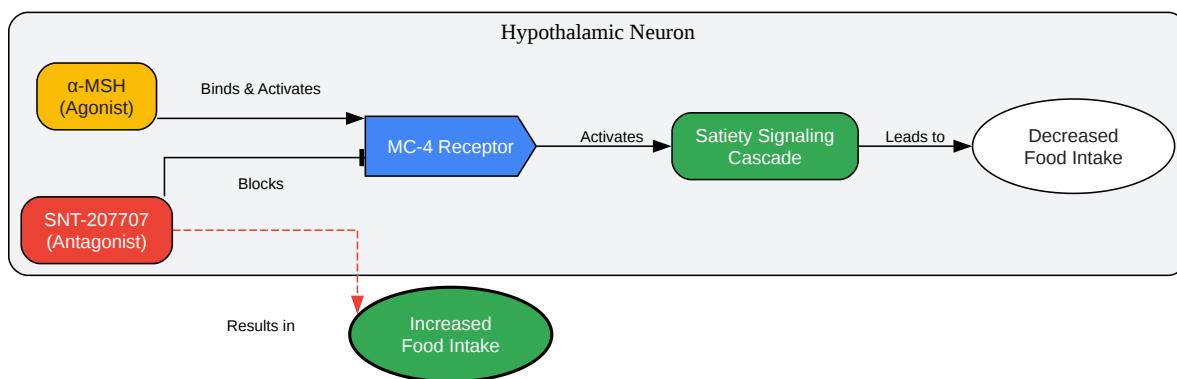 Hypothalamic Neuron
α-MSH
(Agonist)
Binds & Activates
MC-4 Receptor
Activates
Satiety Signaling
Cascade
Leads to
Decreased
Food Intake
Blocks
SNT-207707
(Antagonist)
Results in
Increased
Food Intake